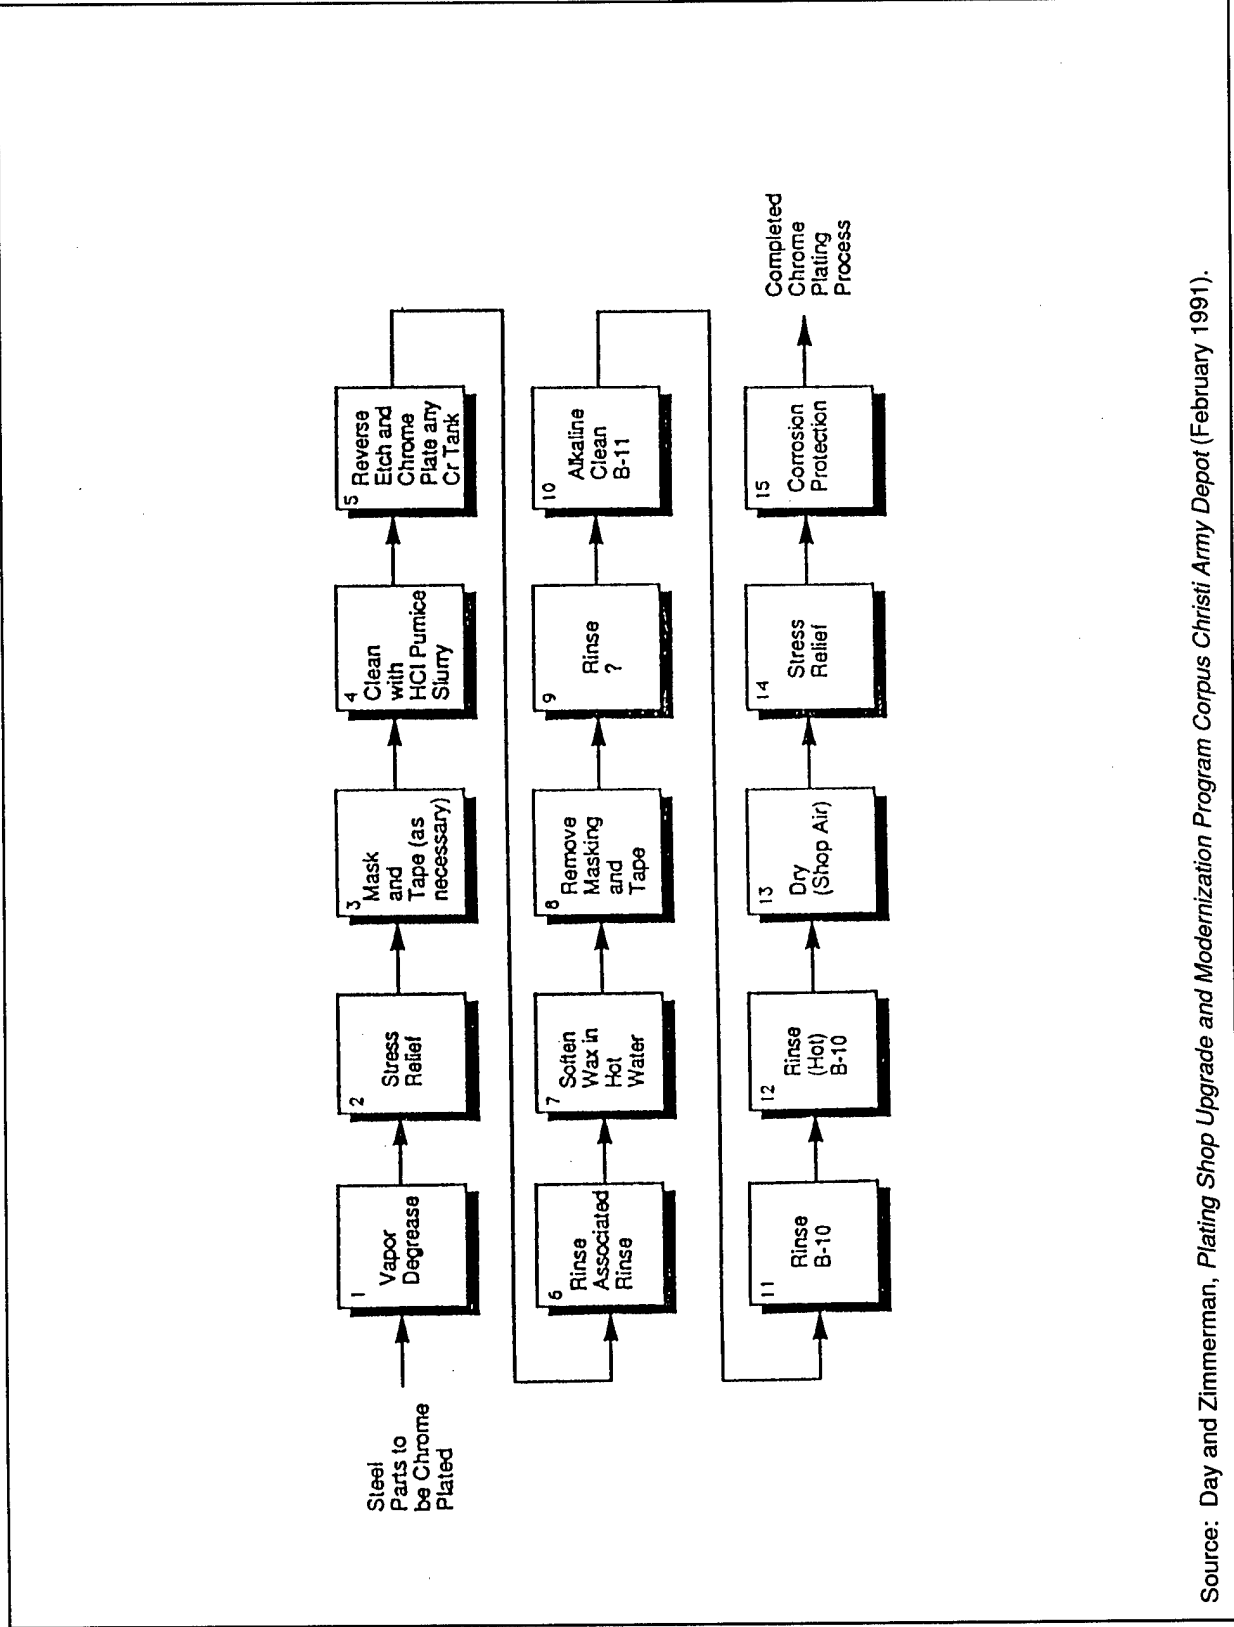 Steel
Parts to
be Chrome
Plated
1
Vapor
Degrease
2
Stress
Relief
3
Mask
and
Tape (as
necessary)
4
Clean
with
HCl Pumice
Slurry
5
Reverse
Etch and
Chrome
Plate any
Cr Tank
6
Rinse
Associated
Rinse
7
Soften
Wax in
Hot
Water
8
Remove
Masking
and
Tape
9
Rinse
?
10
Alkaline
Clean
B-11
11
Rinse
B-10
12
Rinse
(Hot)
B-10
13
Dry
(Shop Air)
14
Stress
Relief
15
Corrosion
Protection
Completed
Chrome
Plating
Process
Source: Day and Zimmerman, Plating Shop Upgrade and Modernization Program Corpus Christi Army Depot (February 1991).